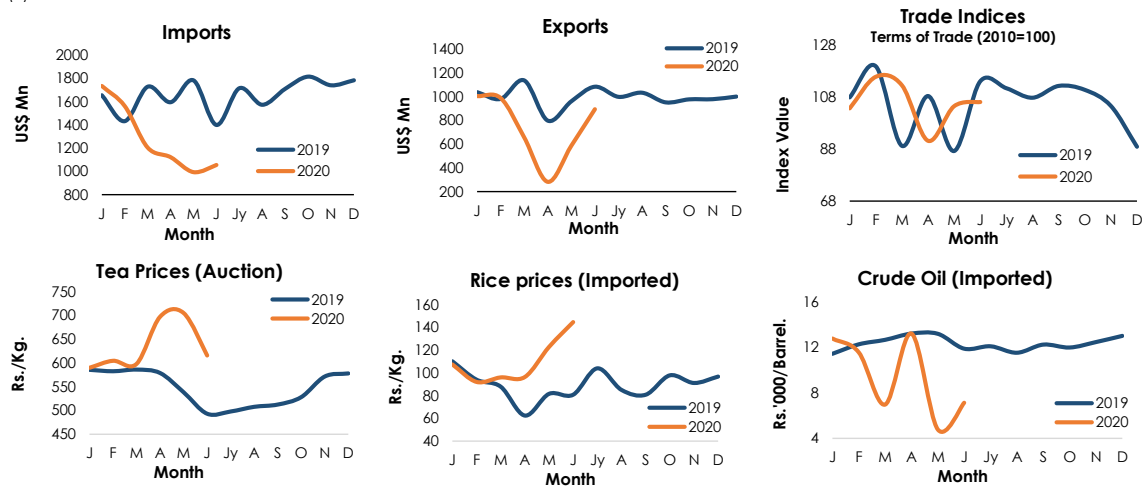 Imports
US$ Mn
2000
1800
1600
1400
1200
1000
800
2019
2020
J F M A M J Jy A S O N D
Month
Exports
US$ Mn
1400
1200
1000
800
600
400
200
2019
2020
J F M A M J Jy A S O N D
Month
Trade Indices
Terms of Trade (2010=100)
Index Value
128
108
88
68
2019
2020
J F M A M J Jy A S O N D
Month
Tea Prices (Auction)
Rs./Kg.
750
700
650
600
550
500
450
2019
2020
J F M A M J Jy A S O N D
Month
Rice prices (Imported)
Rs./Kg.
160
140
120
100
80
60
40
2019
2020
J F M A M J Jy A S O N D
Month
Crude Oil (Imported)
Rs.'000/Barrel.
16
12
8
4
2019
2020
J F M A M J Jy A S O N D
Month